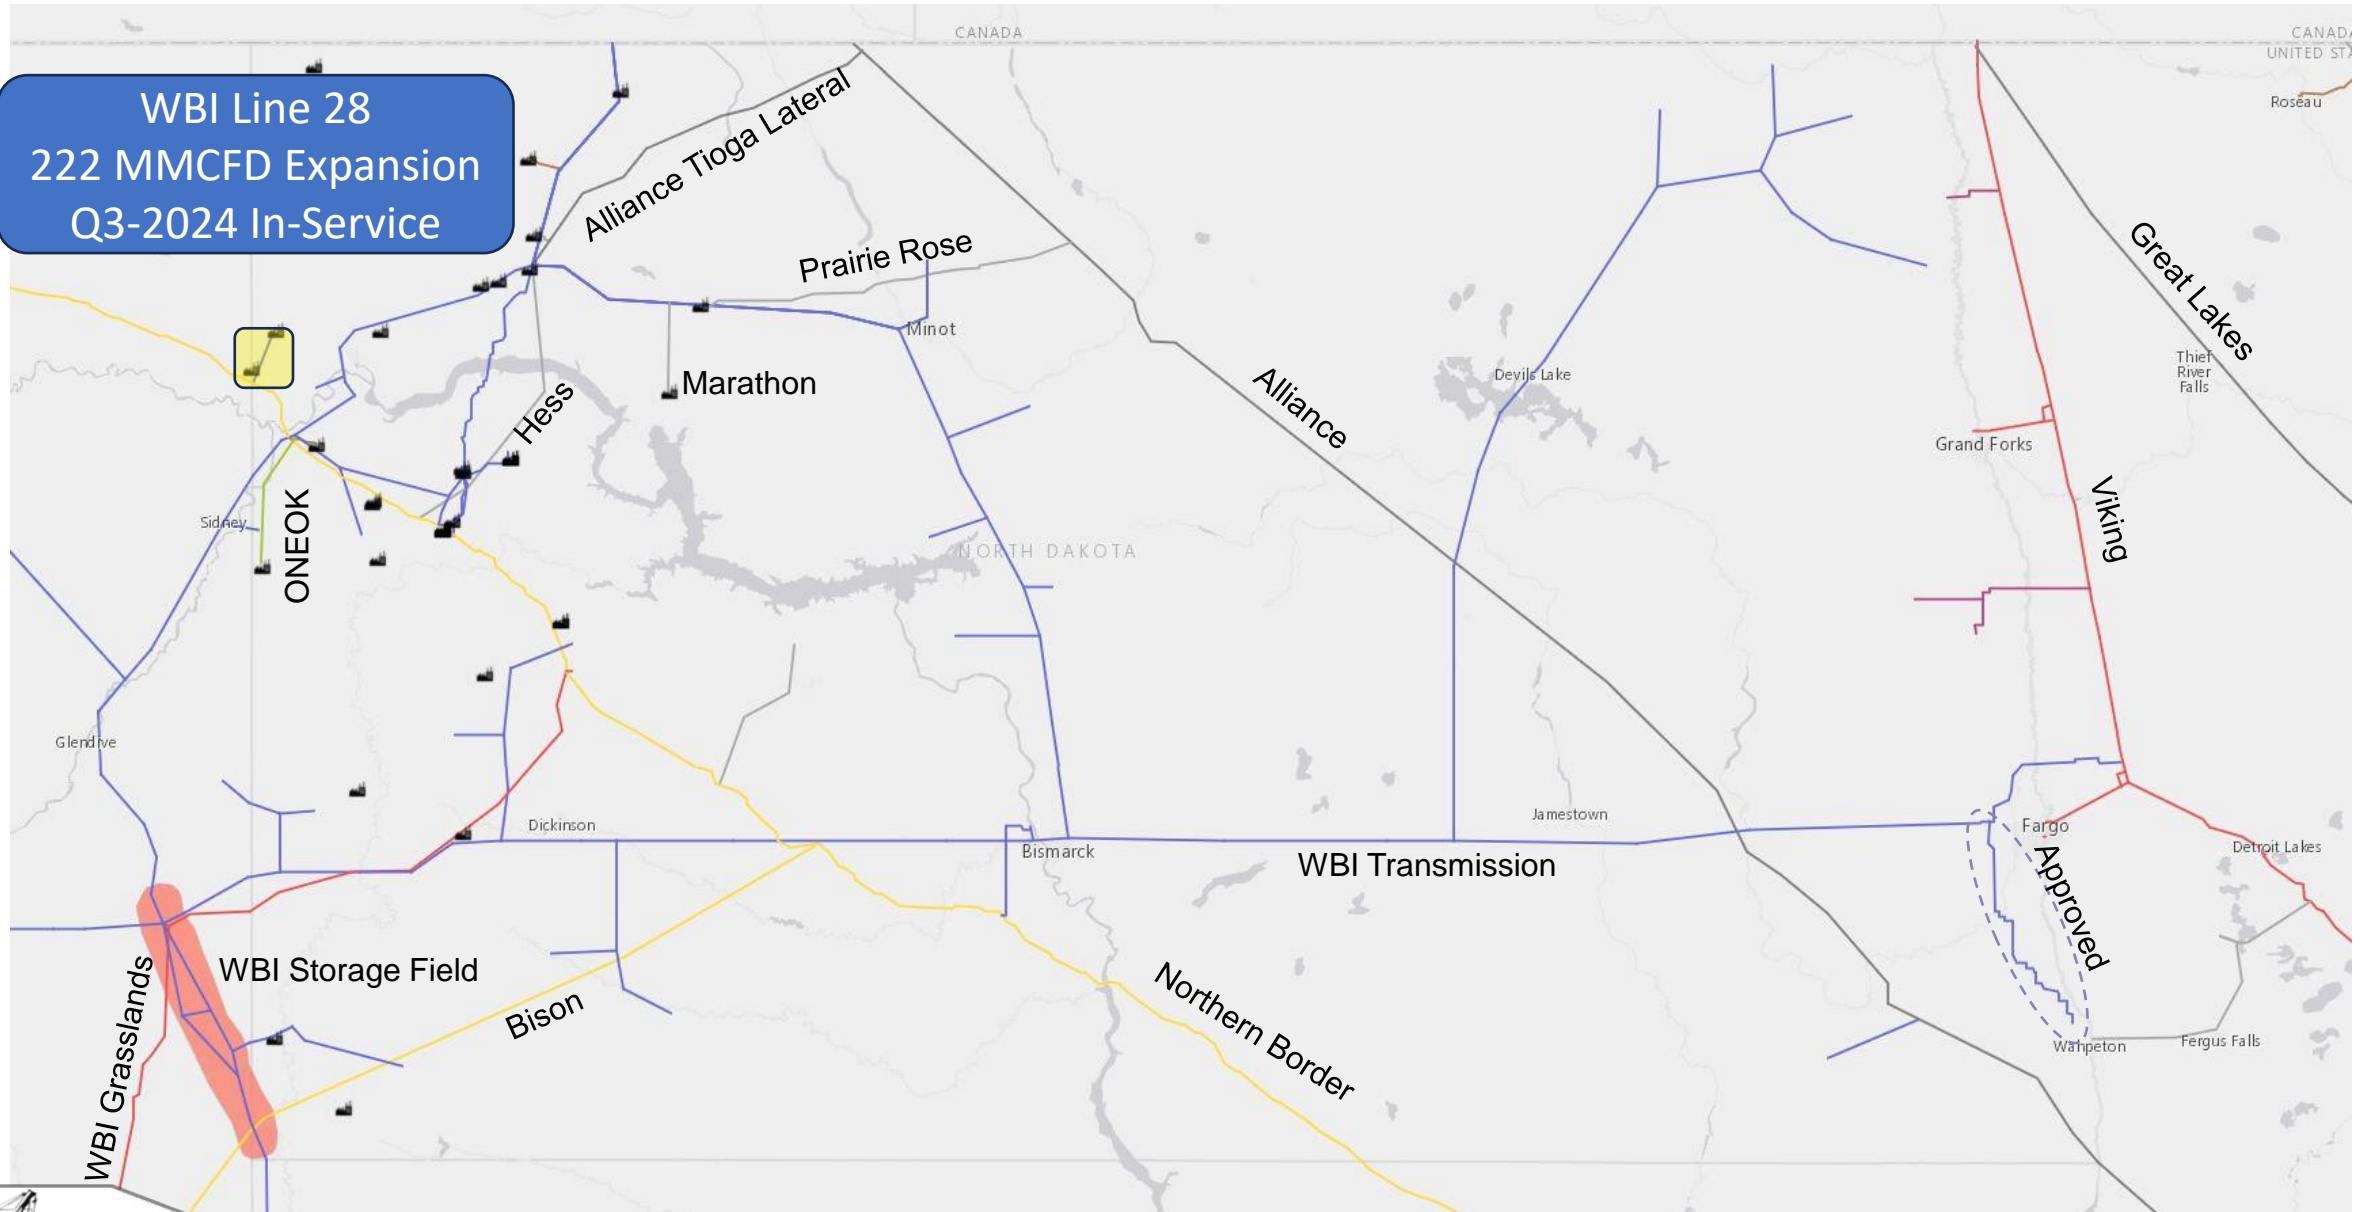 CANADA
CANADA
UNITED STA
Roseau
WBI Line 28
222 MMCFD Expansion
Q3-2024 In-Service
Alliance Tioga Lateral
Prairie Rose
Great Lakes
Minot
Thief
River
Falls
Marathon
Devils Lake
Alliance
Hess
Grand Forks
Viking
ONEOK
Sidney
NORTH DAKOTA
Glendive
Dickinson
Jamestown
Fargo
Bismarck
Detroit Lakes
WBI Transmission
Approved
WBI Storage Field
WBI Grasslands
Bison
Northern Border
Wahpeton
Fergus Falls